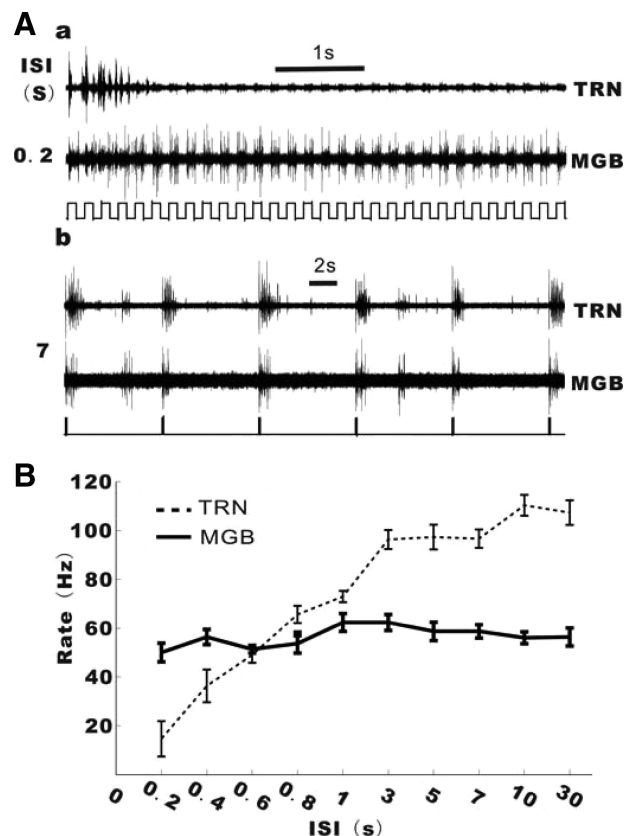 A
a
ISI
(S)
1s
TRN
0.2
MGB
b
2s
TRN
7
MGB
B
120
100
80
60
40
20
Rate (Hz)
TRN
MGB
0 0.2 0.4 0.6 0.8 1 3 5 7 10 30
ISI (s)